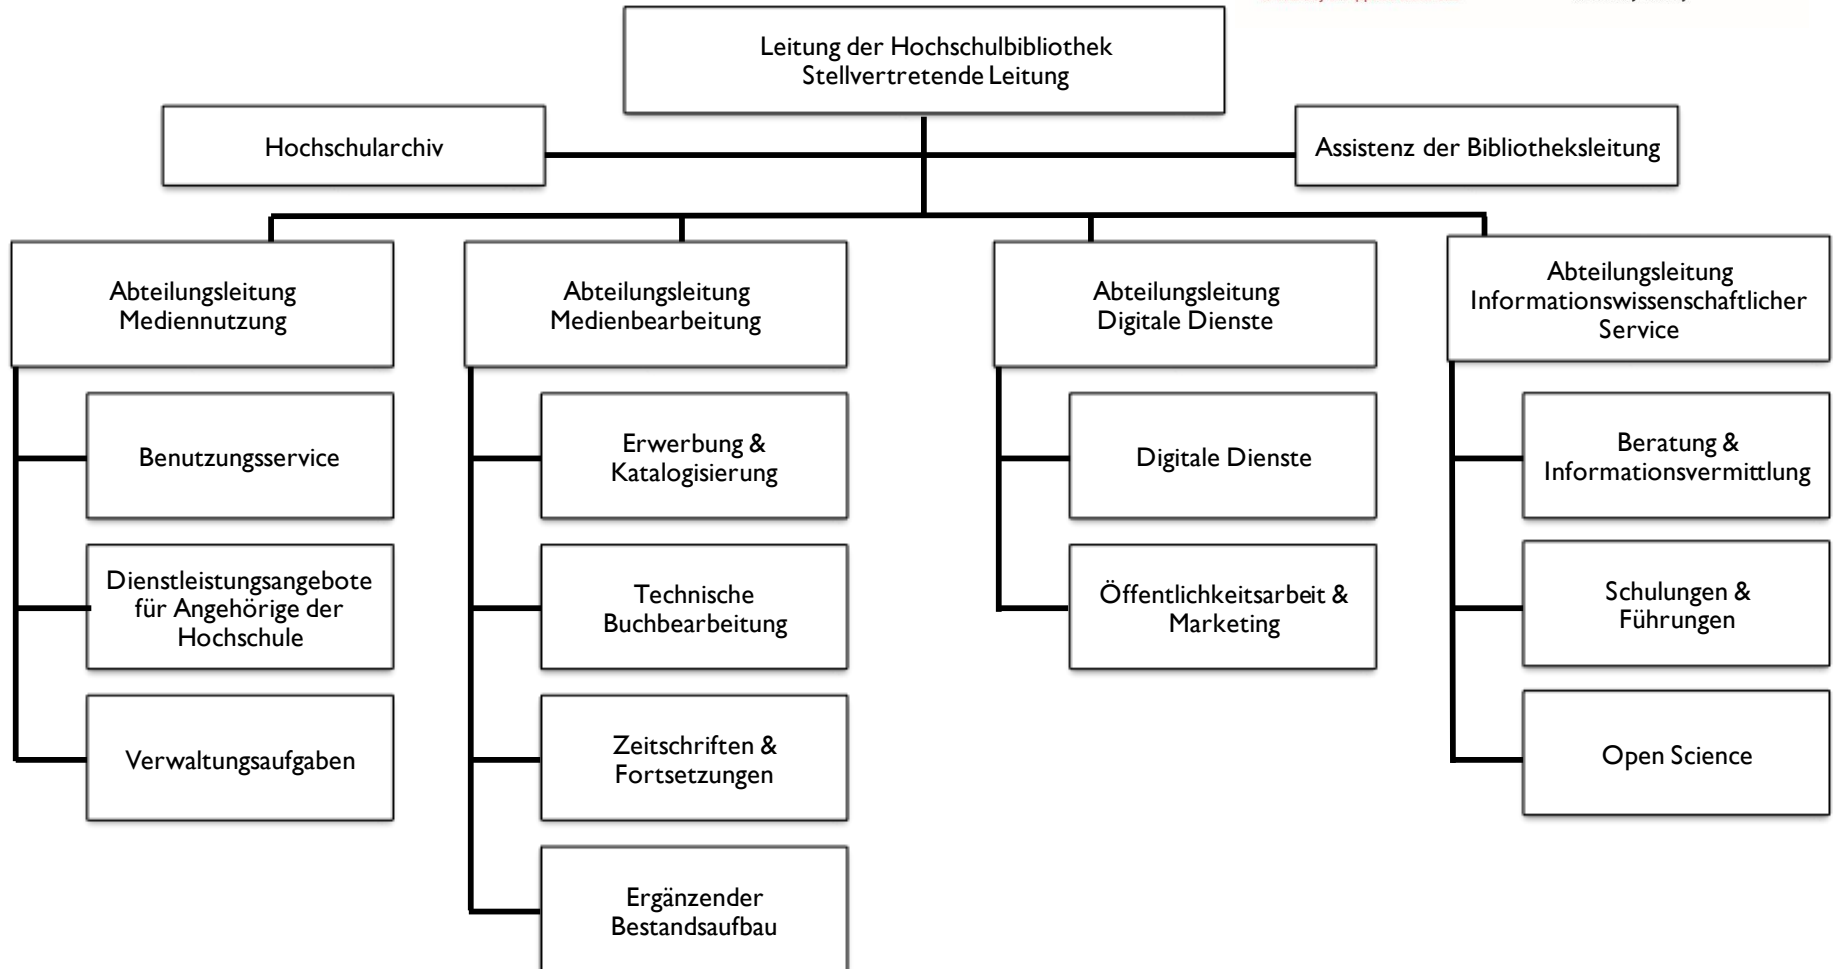 Leitung der Hochschulbibliothek
Stellvertretende Leitung
Hochschularchiv
Assistenz der Bibliotheksleitung
Abteilungsleitung
Mediennutzung
Benutzungsservice
Dienstleistungsangebote
für Angehörige der
Hochschule
Verwaltungsaufgaben
Abteilungsleitung
Medienbearbeitung
Erwerbung &
Katalogisierung
Technische
Buchbearbeitung
Zeitschriften &
Fortsetzungen
Ergänzender
Bestandsaufbau
Abteilungsleitung
Digitale Dienste
Digitale Dienste
Öffentlichkeitsarbeit &
Marketing
Abteilungsleitung
Informationswissenschaftlicher
Service
Beratung &
Informationsvermittlung
Schulungen &
Führungen
Open Science